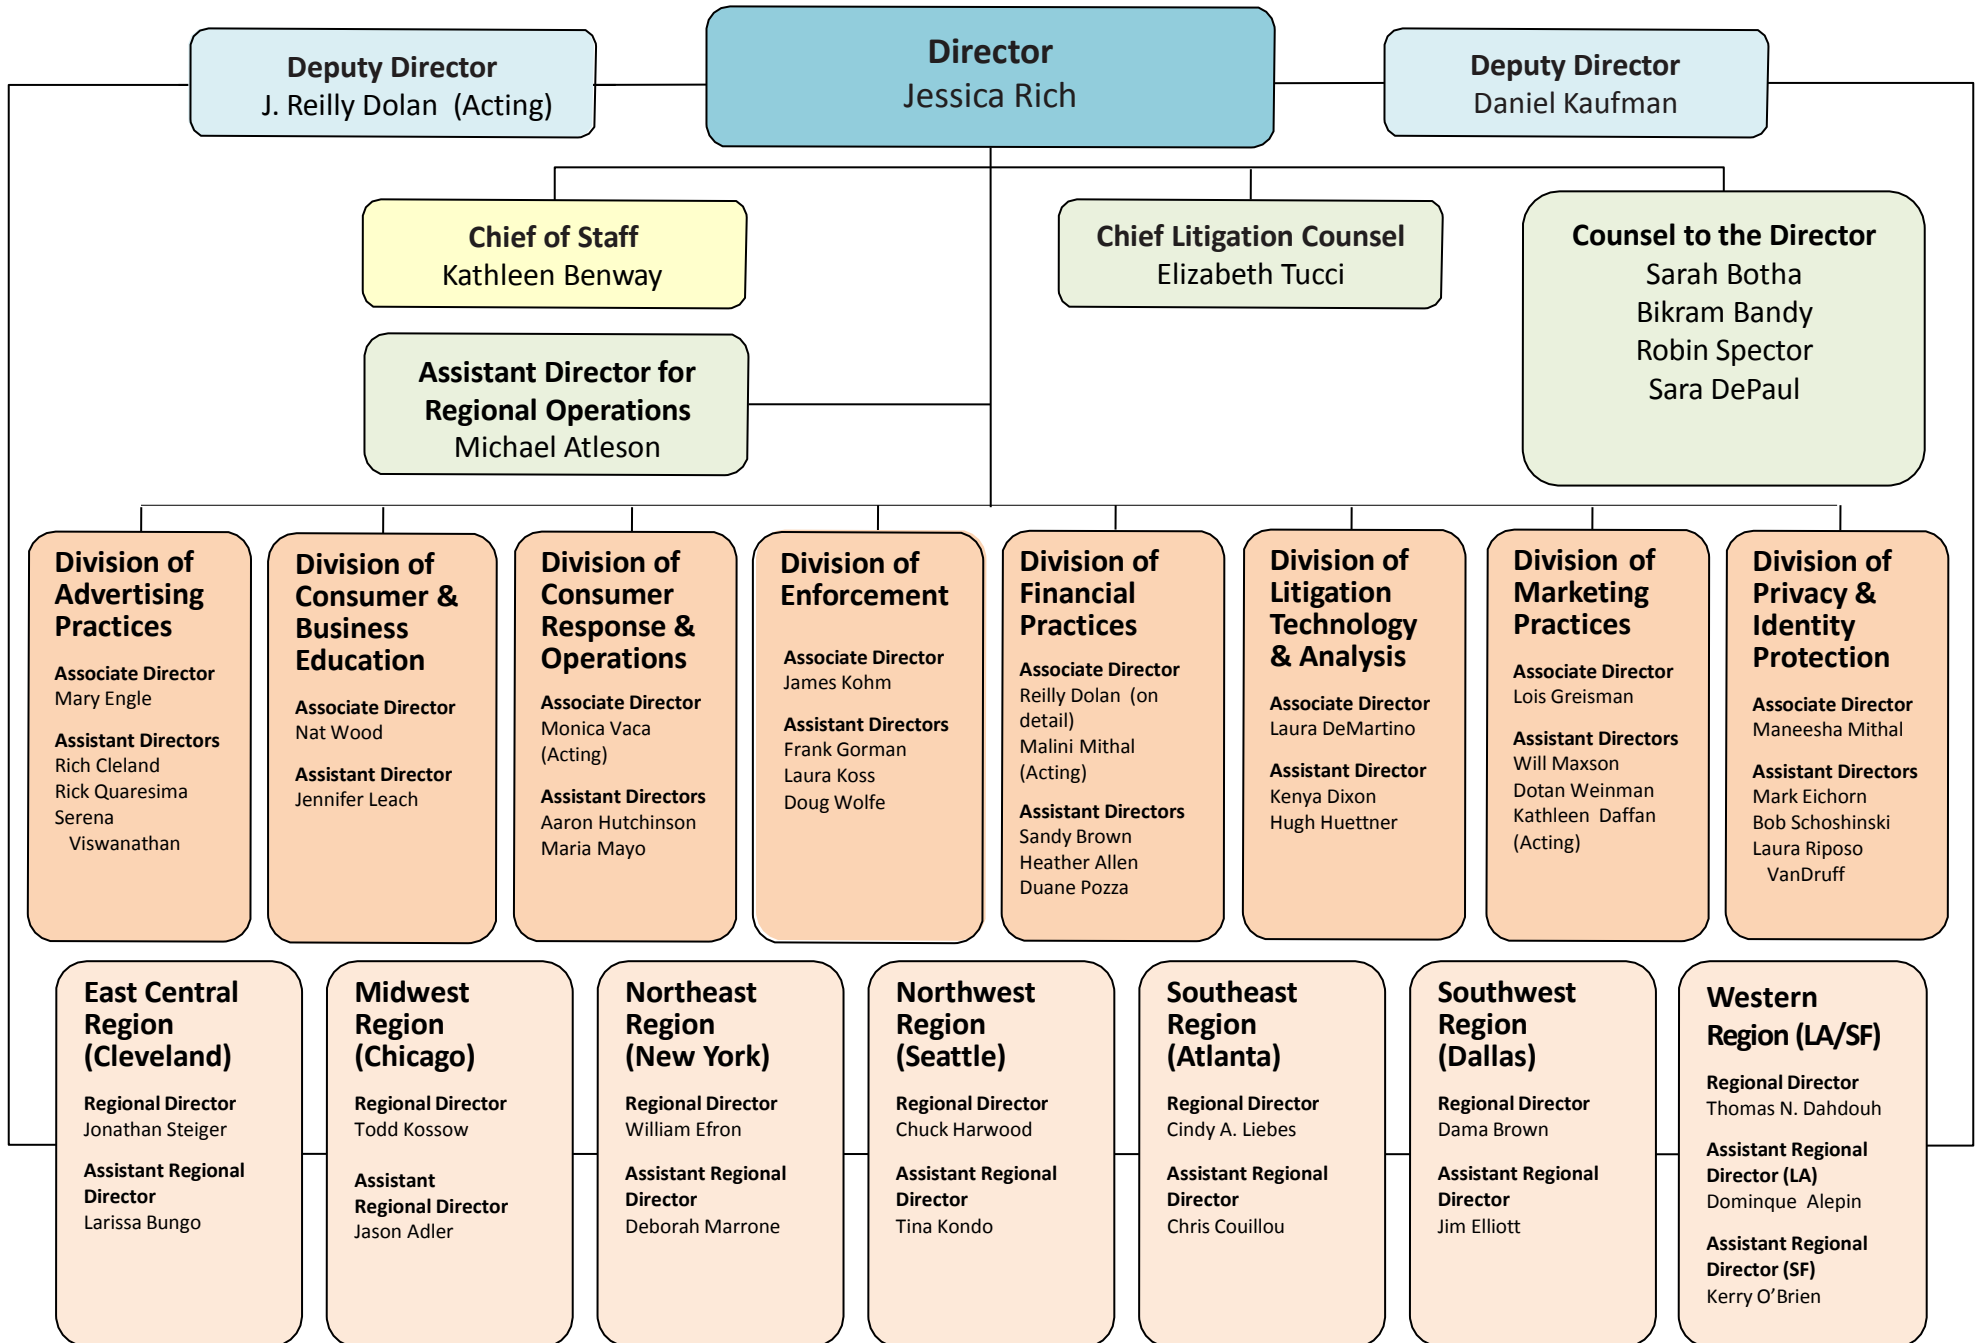 Deputy Director
J. Reilly Dolan (Acting)
Director
Jessica Rich
Deputy Director
Daniel Kaufman
Chief of Staff
Kathleen Benway
Chief Litigation Counsel
Elizabeth Tucci
Counsel to the Director
Sarah Botha
Bikram Bandy
Robin Spector
Sara DePaul
Assistant Director for
Regional Operations
Michael Atleson
Division of
Advertising
Practices
Associate Director
Mary Engle
Assistant Directors
Rich Cleland
Rick Quaresima
Serena
Viswanathan
Division of
Consumer &
Business
Education
Associate Director
Nat Wood
Assistant Director
Jennifer Leach
Division of
Consumer
Response &
Operations
Associate Director
Monica Vaca
(Acting)
Assistant Directors
Aaron Hutchinson
Maria Mayo
Division of
Enforcement
Associate Director
James Kohm
Assistant Directors
Frank Gorman
Laura Koss
Doug Wolfe
Division of
Financial
Practices
Associate Director
Reilly Dolan (on
detail)
Malini Mithal
(Acting)
Assistant Directors
Sandy Brown
Heather Allen
Duane Pozza
Division of
Litigation
Technology
& Analysis
Associate Director
Laura DeMartino
Assistant Director
Kenya Dixon
Hugh Huettner
Division of
Marketing
Practices
Associate Director
Lois Greisman
Assistant Directors
Will Maxson
Dotan Weinman
Kathleen Daffan
(Acting)
Division of
Privacy &
Identity
Protection
Associate Director
Maneesha Mithal
Assistant Directors
Mark Eichorn
Bob Schoshinski
Laura Riposo
VanDruff
East Central
Region
(Cleveland)
Regional Director
Jonathan Steiger
Assistant Regional
Director
Larissa Bungo
Midwest
Region
(Chicago)
Regional Director
Todd Kossow
Assistant
Regional Director
Jason Adler
Northeast
Region
(New York)
Regional Director
William Efron
Assistant Regional
Director
Deborah Marrone
Northwest
Region
(Seattle)
Regional Director
Chuck Harwood
Assistant Regional
Director
Tina Kondo
Southeast
Region
(Atlanta)
Regional Director
Cindy A. Liebes
Assistant Regional
Director
Chris Couillou
Southwest
Region
(Dallas)
Regional Director
Dama Brown
Assistant Regional
Director
Jim Elliott
Western
Region (LA/SF)
Regional Director
Thomas N. Dahdouh
Assistant Regional
Director (LA)
Dominque Alepin
Assistant Regional
Director (SF)
Kerry O’Brien